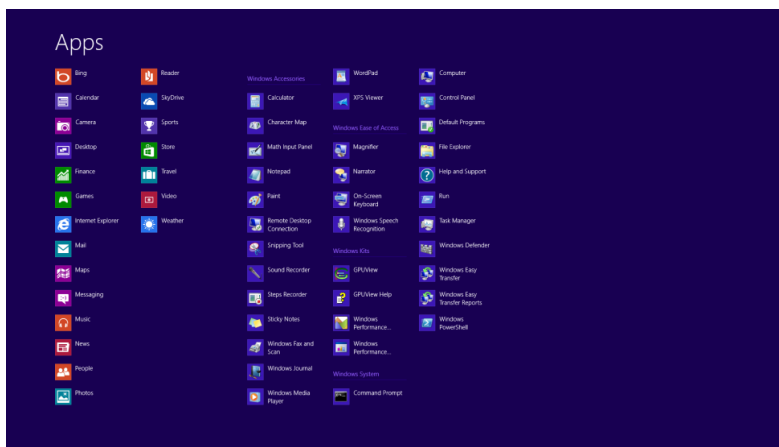 Apps
Bing
Calendar
Camera
Desktop
Finance
Games
Internet Explorer
Mail
Maps
Messaging
Music
News
People
Photos
Reader
SkyDrive
Sports
Store
Travel
Video
Weather
Windows Accessories
Calculator
Character Map
Math Input Panel
Notepad
Paint
Remote Desktop
Connection
Snipping Tool
Sound Recorder
Steps Recorder
Sticky Notes
Windows Fax and
Scan
Windows Journal
Windows Media
Player
WordPad
XPS Viewer
Windows Ease of Access
Magnifier
Narrator
On-Screen
Keyboard
Windows Speech
Recognition
Windows Kits
GPUView
GPUView Help
Windows
Performance...
Windows
Performance...
Windows System
Command Prompt
Computer
Control Panel
Default Programs
File Explorer
Help and Support
Run
Task Manager
Windows Defender
Windows Easy
Transfer
Windows Easy
Transfer Reports
Windows
PowerShell